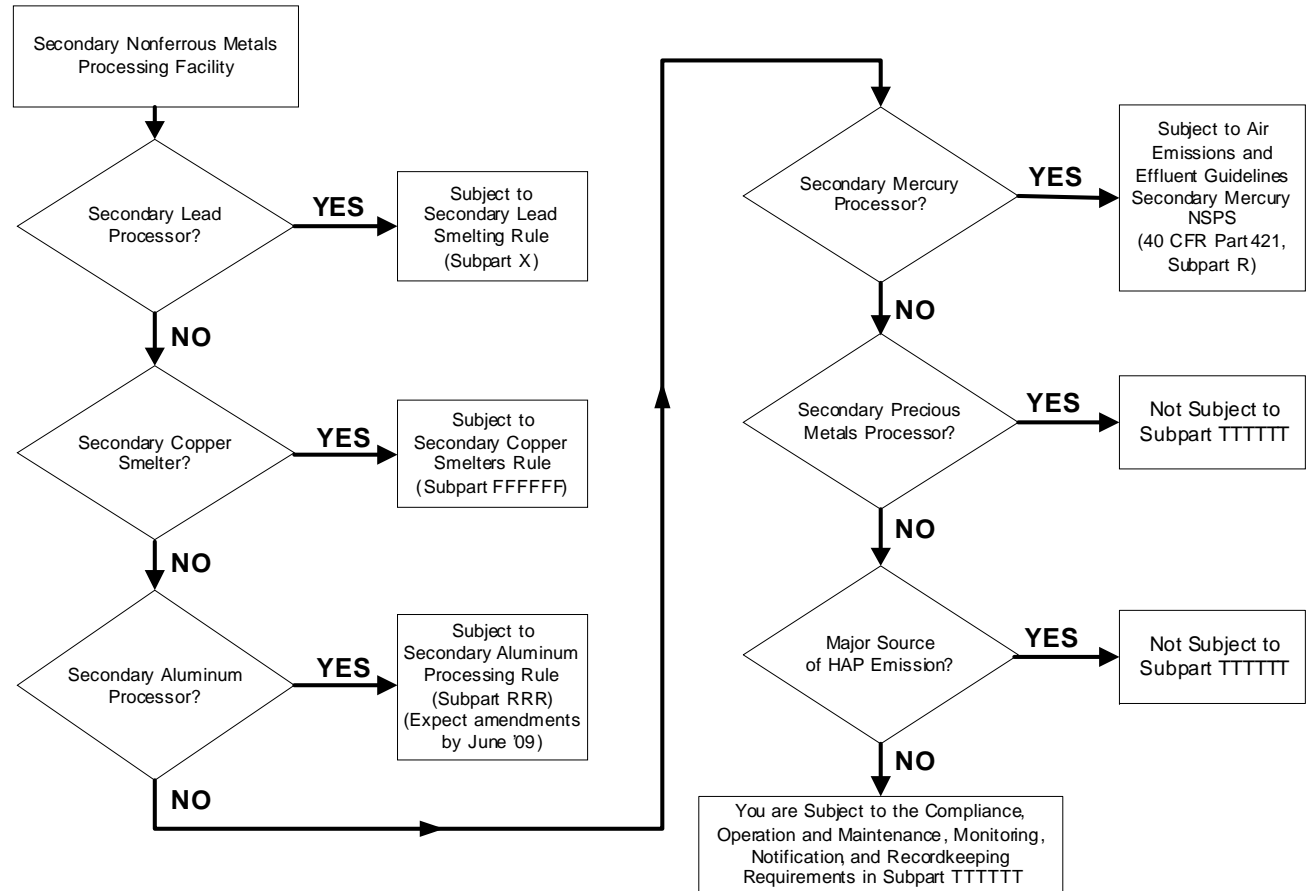 Secondary Nonferrous Metals
Processing Facility
Secondary Lead
Processor?
YES
Subject to
Secondary Lead
Smelting Rule
(Subpart X)
NO
Secondary Copper
Smelter?
YES
Subject to
Secondary Copper
Smelters Rule
(Subpart FFFFFF)
NO
Secondary Aluminum
Processor?
YES
Subject to
Secondary Aluminum
Processing Rule
(Subpart RRR)
(Expect amendments
by June '09)
NO
Secondary Mercury
Processor?
YES
Subject to Air
Emissions and
Effluent Guidelines
Secondary Mercury
NSPS
(40 CFR Part 421,
Subpart R)
NO
Secondary Precious
Metals Processor?
YES
Not Subject to
Subpart TTTTTT
NO
Major Source
of HAP Emission?
YES
Not Subject to
Subpart TTTTTT
NO
You are Subject to the Compliance,
Operation and Maintenance, Monitoring,
Notification, and Recordkeeping
Requirements in Subpart TTTTTT